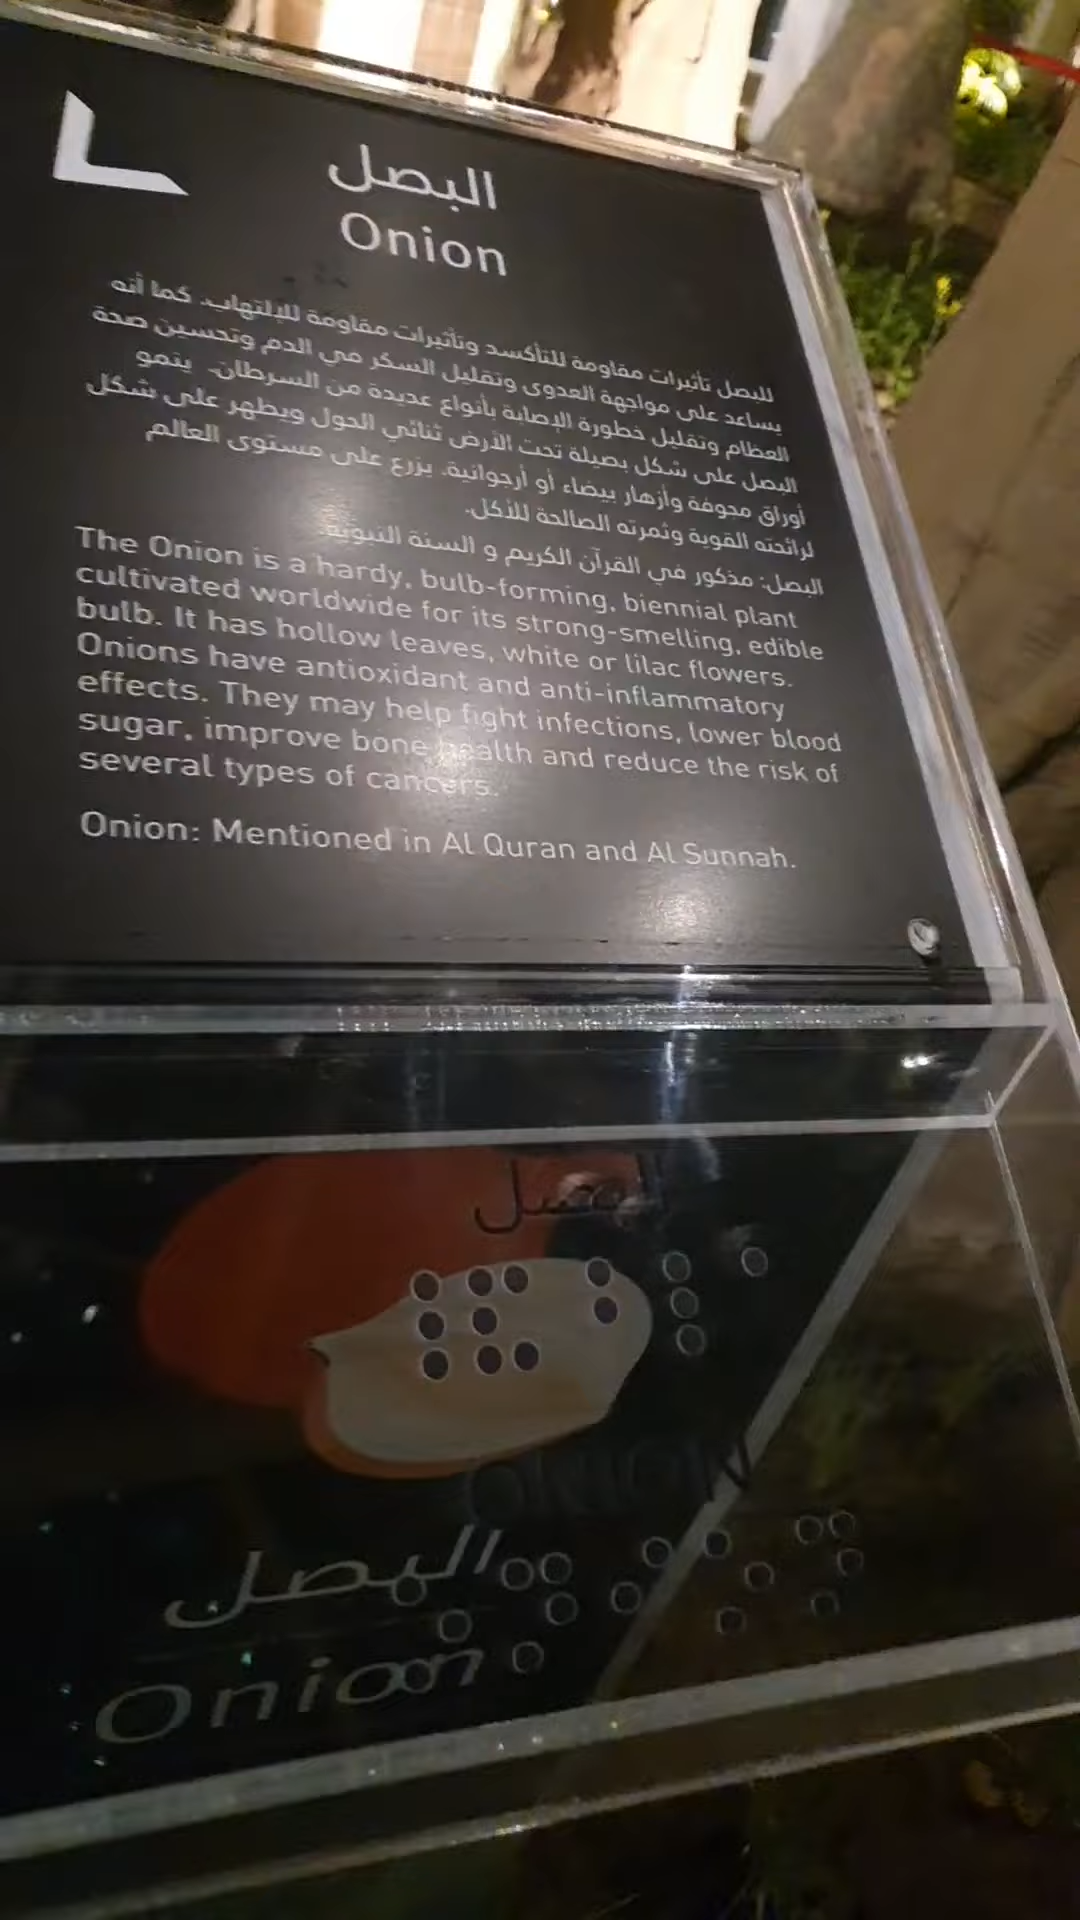 البصل
Onion
للبصل تأثيرات مقاومة للتأكسد وتأثيرات مقاومة للإلتهاب. كما أنه
يساعد على مواجهة العدوى وتقليل السكر في الدم وتحسين صحة
العظام وتقليل خطورة الإصابة بأنواع عديدة من السرطان. ينمو
البصل على شكل بصيلة تحت الأرض ثنائي الحول ويظهر على شكل
أوراق مجوفة وأزهار بيضاء أو أرجوانية. يزرع على مستوى العالم
لرائحته القوية وثمرته الصالحة للأكل.
البصل: مذكور في القرآن الكريم و السنة النبوية.
The Onion is a hardy, bulb-forming, biennial plant
cultivated worldwide for its strong-smelling, edible
bulb. It has hollow leaves, white or lilac flowers.
Onions have antioxidant and anti-inflammatory
effects. They may help fight infections, lower blood
sugar, improve bone health and reduce the risk of
several types of cancers.
Onion: Mentioned in Al Quran and Al Sunnah.
البصل
ONION
البصل
Onion